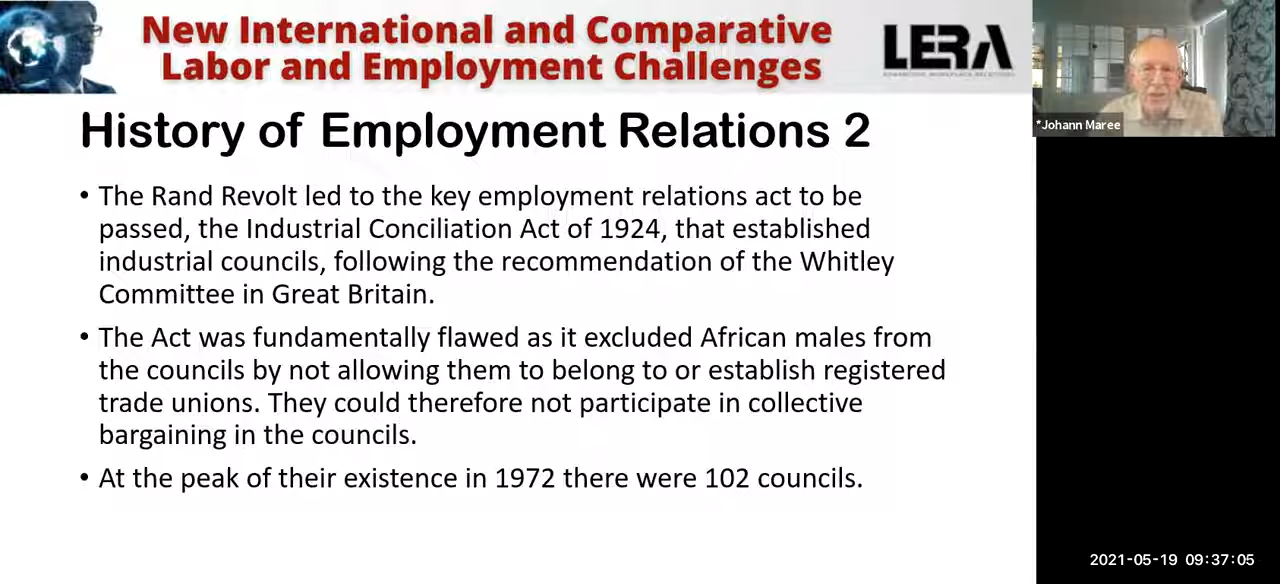 New International and Comparative
Labor and Employment Challenges
LERA
*Johann Maree
History of Employment Relations 2
• The Rand Revolt led to the key employment relations act to be
passed, the Industrial Conciliation Act of 1924, that established
industrial councils, following the recommendation of the Whitley
Committee in Great Britain.
• The Act was fundamentally flawed as it excluded African males from
the councils by not allowing them to belong to or establish registered
trade unions. They could therefore not participate in collective
bargaining in the councils.
• At the peak of their existence in 1972 there were 102 councils.
2021-05-19 09:37:05